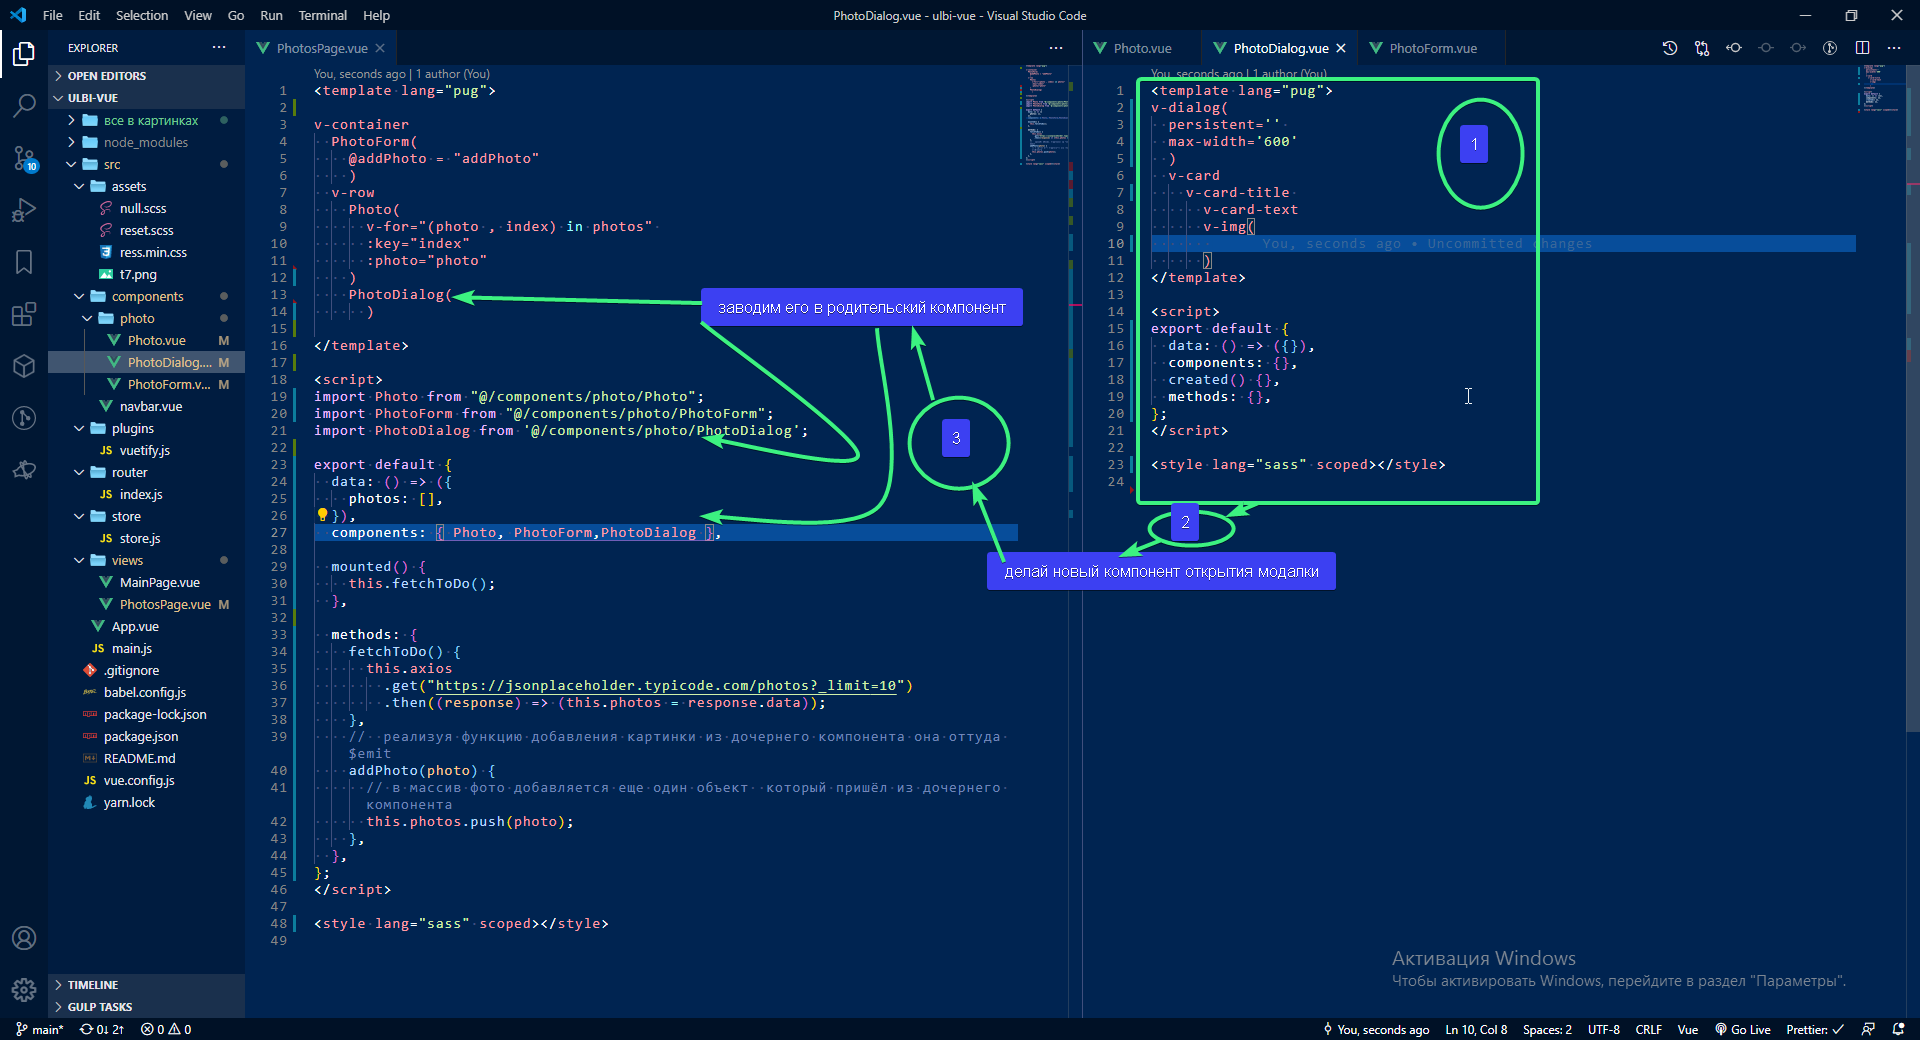 File Edit Selection View Go Run Terminal Help
PhotoDialog.vue - ulbi-vue - Visual Studio Code
EXPLORER
OPEN EDITORS
ULBI-VUE
все в картинках
node_modules
src
assets
null.scss
reset.scss
ress.min.css
t7.png
components
photo
Photo.vue M
PhotoDialog.... M
PhotoForm.v... M
navbar.vue
plugins
JS vuetify.js
router
JS index.js
store
JS store.js
views
MainPage.vue
PhotosPage.vue M
App.vue
JS main.js
.gitignore
babel.config.js
package-lock.json
package.json
README.md
JS vue.config.js
yarn.lock
TIMELINE
GULP TASKS
10
PhotosPage.vue
You, seconds ago | 1 author (You)
1 <template lang="pug">
2
3 v-container
4 PhotoForm(
5 @addPhoto = "addPhoto"
6 )
7 v-row
8 Photo(
9 v-for="(photo , index) in photos"
10 :key="index"
11 :photo="photo"
12 )
13 PhotoDialog(
14 )
15
16 </template>
17
18 <script>
19 import Photo from "@/components/photo/Photo";
20 import PhotoForm from "@/components/photo/PhotoForm";
21 import PhotoDialog from '@/components/photo/PhotoDialog';
22
23 export default {
24 data: () => ({
25 photos: [],
26 }),
27 components: { Photo, PhotoForm,PhotoDialog },
28
29 mounted() {
30 this.fetchToDo();
31 },
32
33 methods: {
34 fetchToDo() {
35 this.axios
36 .get("https://jsonplaceholder.typicode.com/photos?_limit=10")
37 .then((response) => (this.photos = response.data));
38 },
39 // реализуя функцию добавления картинки из дочернего компонента она оттуда
$emit
40 addPhoto(photo) {
41 // в массив фото добавляется еще один объект который пришёл из дочернего
компонента
42 this.photos.push(photo);
43 },
44 },
45 };
46 </script>
47
48 <style lang="sass" scoped></style>
49
заводим его в родительский компонент
3
Photo.vue PhotoDialog.vue PhotoForm.vue
You, seconds ago | 1 author (You)
1 <template lang="pug">
2 v-dialog(
3 persistent=''
4 max-width='600'
5 )
6 v-card
7 v-card-title
8 v-card-text
9 v-img(
10 You, seconds ago • Uncommitted changes
11 )
12 </template>
13
14 <script>
15 export default {
16 data: () => ({}),
17 components: {},
18 created() {},
19 methods: {},
20 };
21 </script>
22
23 <style lang="sass" scoped></style>
24
1
2
делай новый компонент открытия модалки
Активация Windows
Чтобы активировать Windows, перейдите в раздел "Параметры".
main* 0↓ 2↑ 0 0
You, seconds ago Ln 10, Col 8 Spaces: 2 UTF-8 CRLF Vue Go Live Prettier: ✓